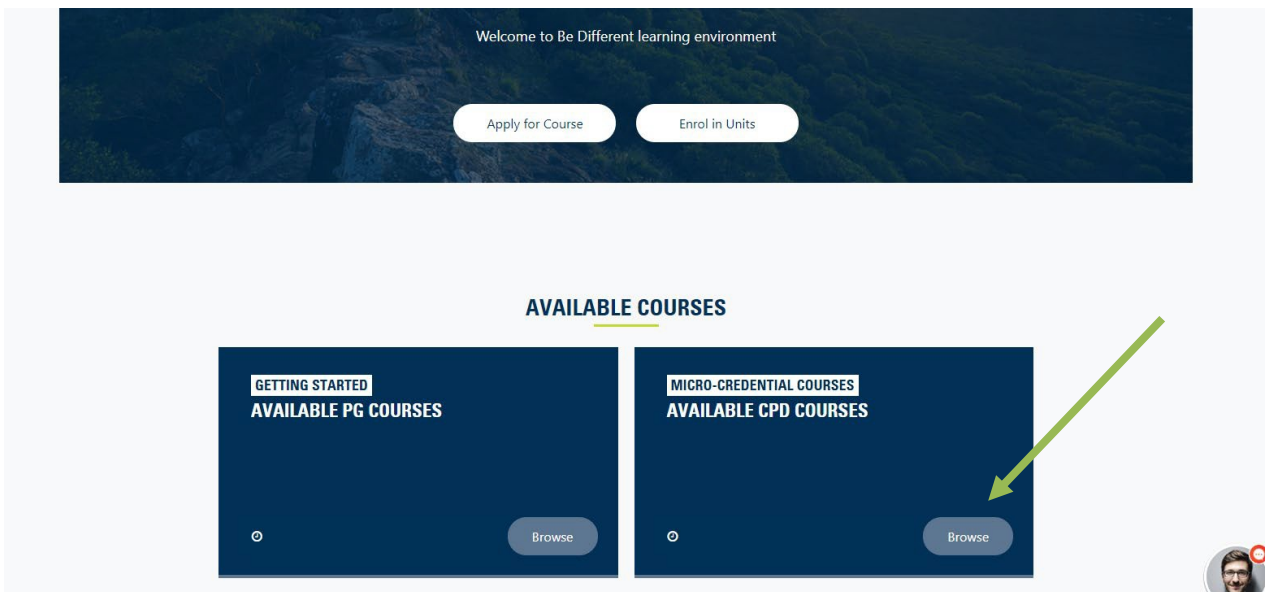 Welcome to Be Different learning environment
Apply for Course
Enrol in Units
AVAILABLE COURSES
GETTING STARTED
AVAILABLE PG COURSES
Browse
MICRO-CREDENTIAL COURSES
AVAILABLE CPD COURSES
Browse